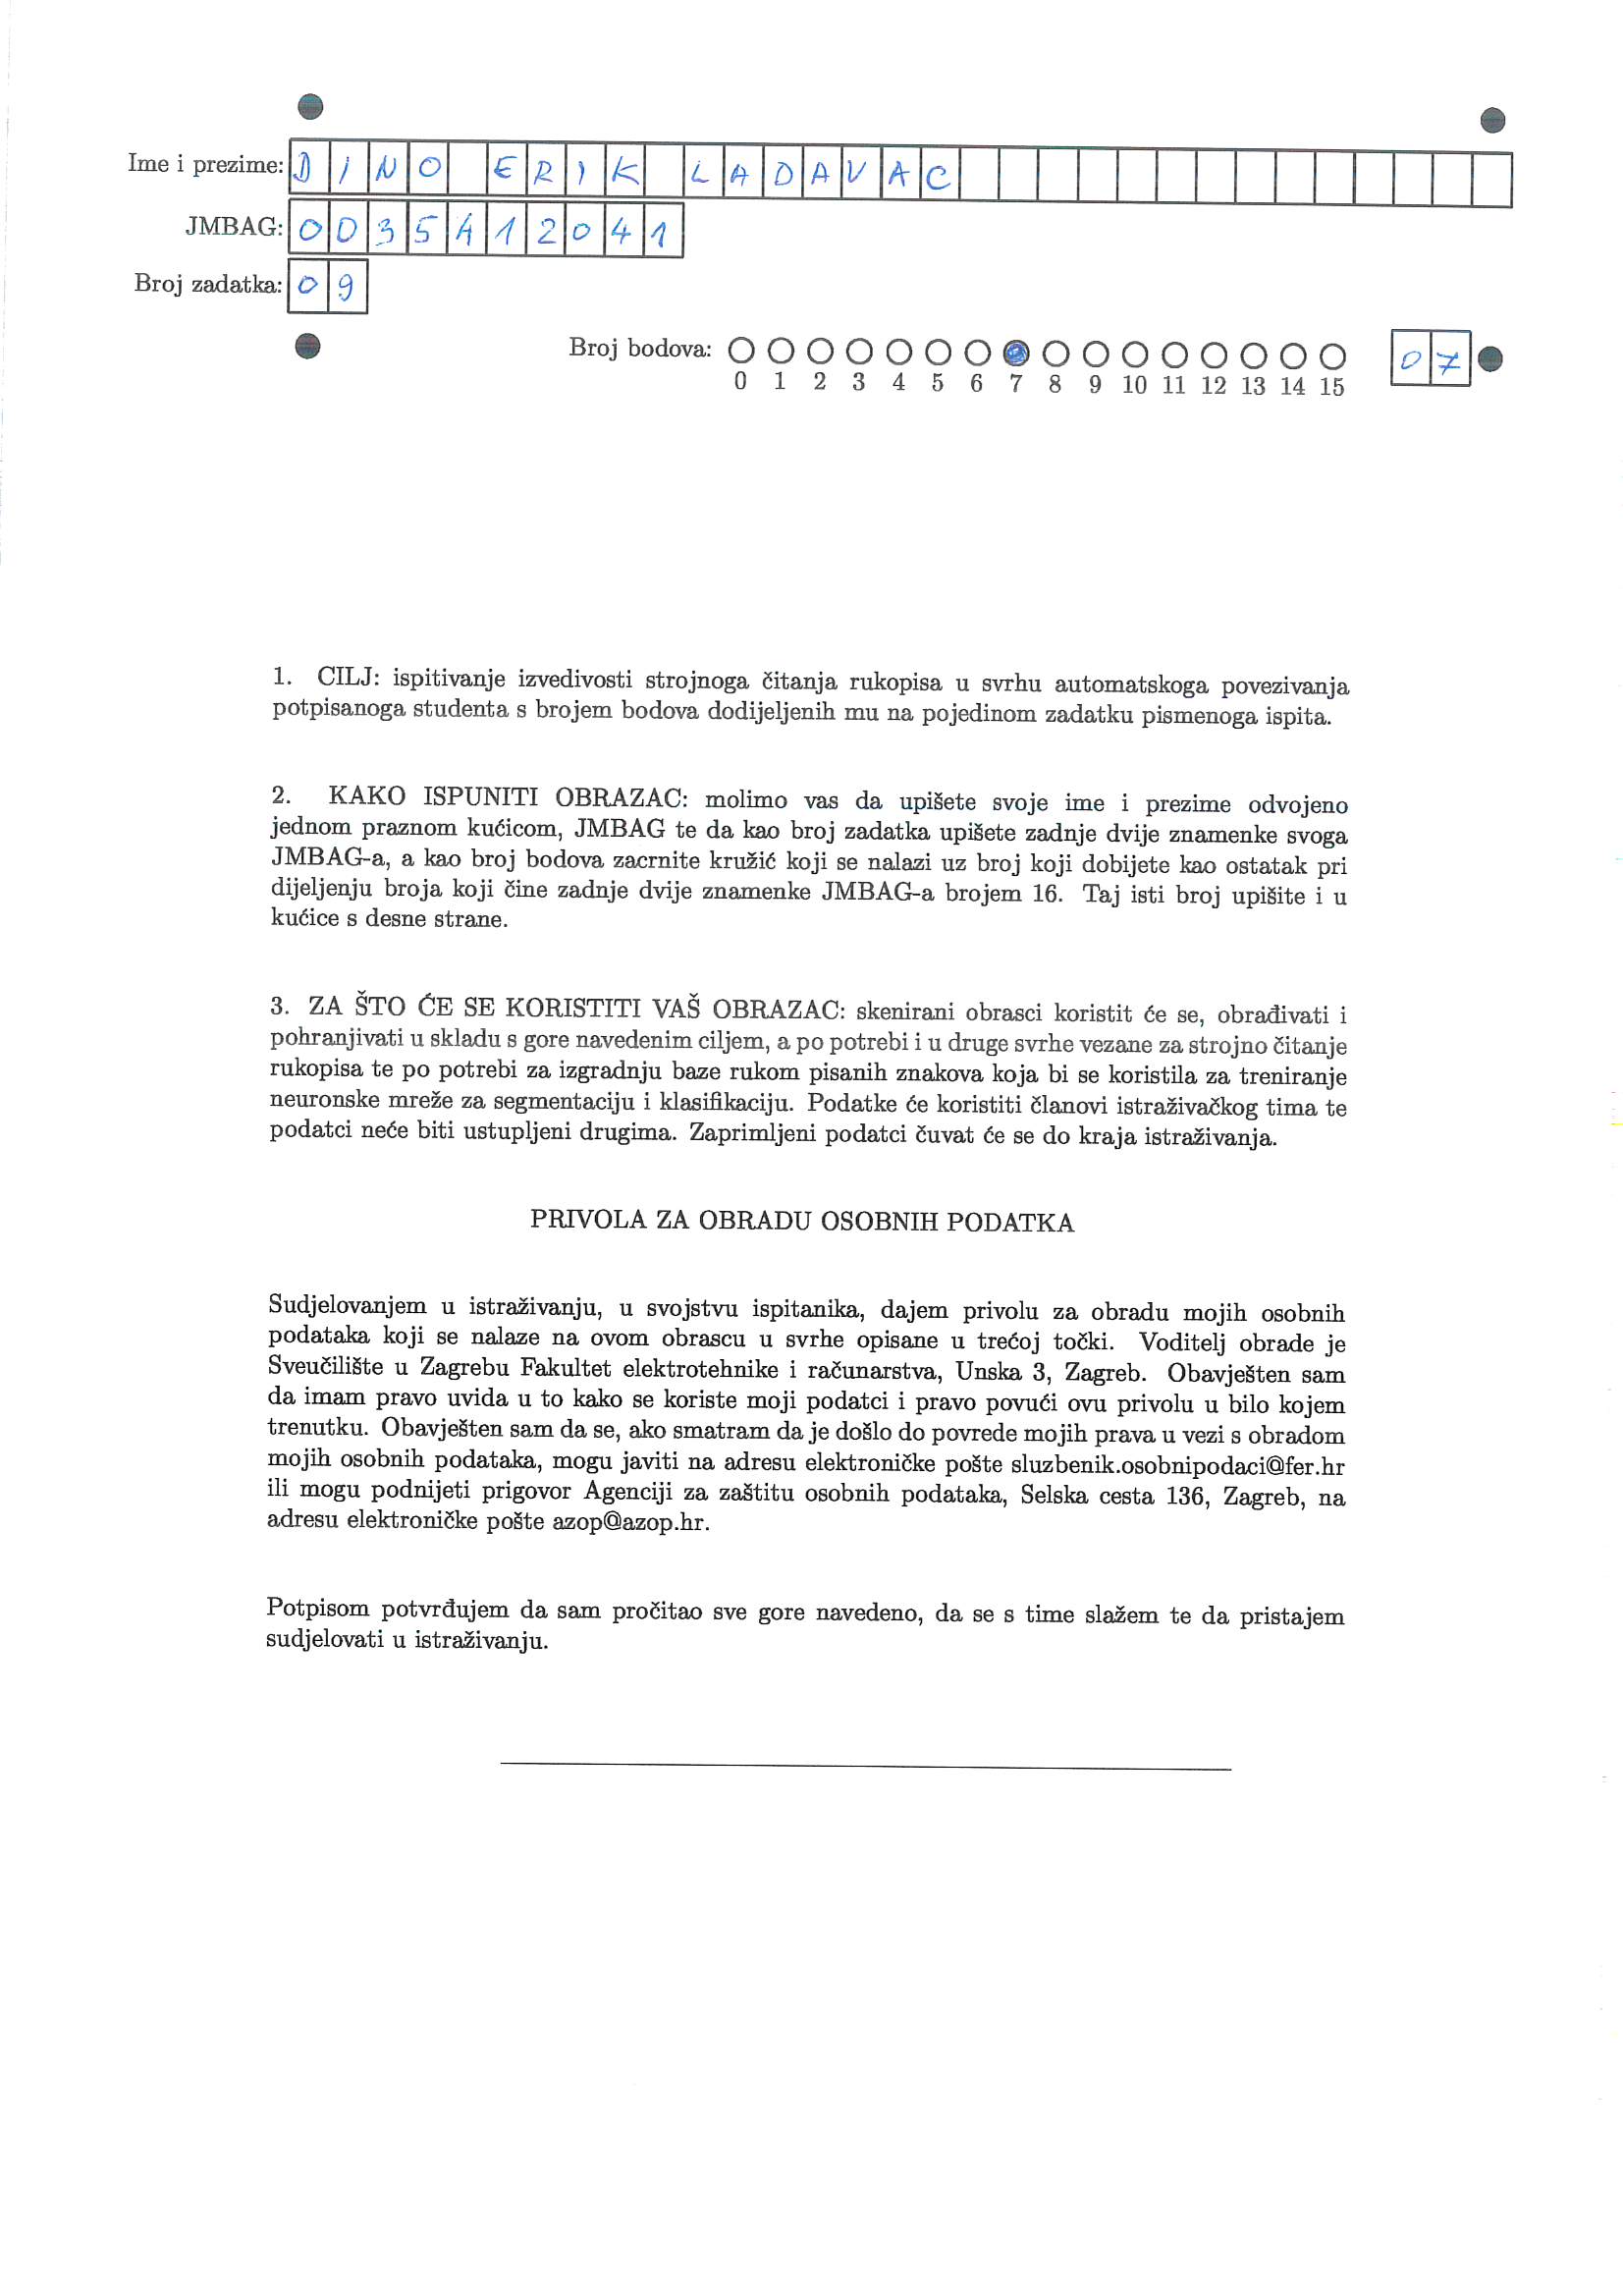 Ime i prezime: DINO ERIK LADAVAC
JMBAG: 0035412041
Broj zadatka: 09
Broj bodova: 07
0 1 2 3 4 5 6 7 8 9 10 11 12 13 14 15
1. CILJ: ispitivanje izvedivosti strojnoga čitanja rukopisa u svrhu automatskoga povezivanja
potpisanoga studenta s brojem bodova dodijeljenih mu na pojedinom zadatku pismenoga ispita.
2. KAKO ISPUNITI OBRAZAC: molimo vas da upišete svoje ime i prezime odvojeno
jednom praznom kućicom, JMBAG te da kao broj zadatka upišete zadnje dvije znamenke svoga
JMBAG-a, a kao broj bodova zacrnite kružić koji se nalazi uz broj koji dobijete kao ostatak pri
dijeljenju broja koji čine zadnje dvije znamenke JMBAG-a brojem 16. Taj isti broj upišite i u
kućice s desne strane.
3. ZA ŠTO ĆE SE KORISTITI VAŠ OBRAZAC: skenirani obrasci koristit će se, obrađivati i
pohranjivati u skladu s gore navedenim ciljem, a po potrebi i u druge svrhe vezane za strojno čitanje
rukopisa te po potrebi za izgradnju baze rukom pisanih znakova koja bi se koristila za treniranje
neuronske mreže za segmentaciju i klasifikaciju. Podatke će koristiti članovi istraživačkog tima te
podatci neće biti ustupljeni drugima. Zaprimljeni podatci čuvat će se do kraja istraživanja.
PRIVOLA ZA OBRADU OSOBNIH PODATKA
Sudjelovanjem u istraživanju, u svojstvu ispitanika, dajem privolu za obradu mojih osobnih
podataka koji se nalaze na ovom obrascu u svrhe opisane u trećoj točki. Voditelj obrade je
Sveučilište u Zagrebu Fakultet elektrotehnike i računarstva, Unska 3, Zagreb. Obavješten sam
da imam pravo uvida u to kako se koriste moji podatci i pravo povući ovu privolu u bilo kojem
trenutku. Obavješten sam da se, ako smatram da je došlo do povrede mojih prava u vezi s obradom
mojih osobnih podataka, mogu javiti na adresu elektroničke pošte sluzbenik.osobnipodaci@fer.hr
ili mogu podnijeti prigovor Agenciji za zaštitu osobnih podataka, Selska cesta 136, Zagreb, na
adresu elektroničke pošte azop@azop.hr.
Potpisom potvrđujem da sam pročitao sve gore navedeno, da se s time slažem te da pristajem
sudjelovati u istraživanju.